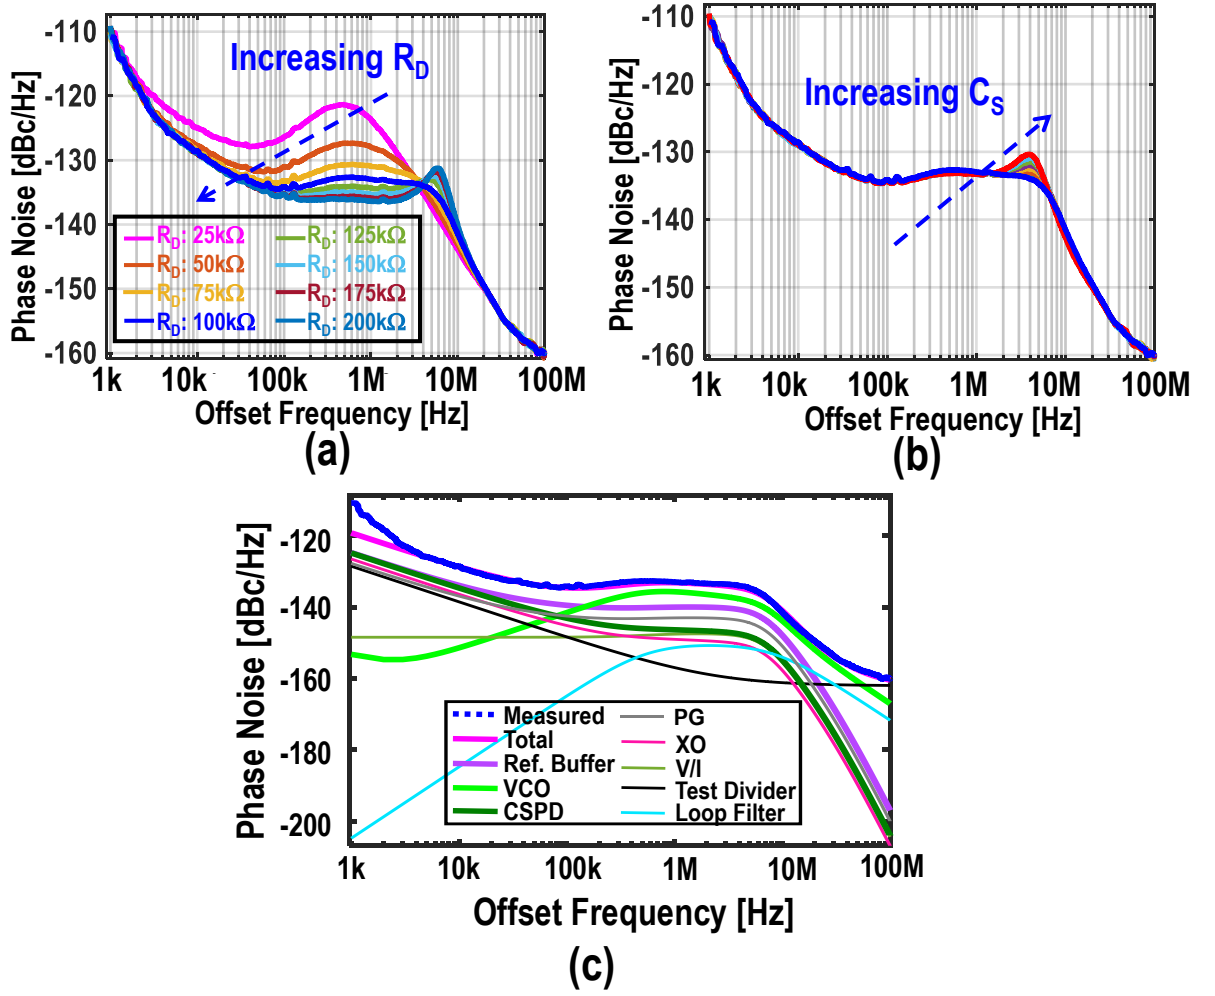 Phase Noise [dBc/Hz]
-110
-120
-130
-136
-141
-150
-160
Increasing R_D
R_D: 25kΩ
R_D: 125kΩ
R_D: 50kΩ
R_D: 150kΩ
R_D: 75kΩ
R_D: 175kΩ
R_D: 100kΩ
R_D: 200kΩ
1k 10k 100k 1M 10M 100M
Offset Frequency [Hz]
(a)
Phase Noise [dBc/Hz]
-110
-120
-130
-136
-141
-150
-160
Increasing C_S
1k 10k 100k 1M 10M 100M
Offset Frequency [Hz]
(b)
Phase Noise [dBc/Hz]
-120
-140
-160
-180
-200
Measured
PG
Total
XO
Ref. Buffer
V/I
VCO
Test Divider
CSPD
Loop Filter
1k 10k 100k 1M 10M 100M
Offset Frequency [Hz]
(c)